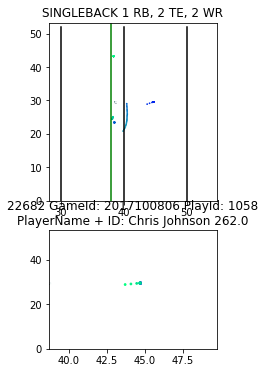 SINGLEBACK 1 RB, 2 TE, 2 WR
50
40
30
20
10
0
30 40 50
22682 GameId: 2017100806 PlayId: 1058
PlayerName + ID: Chris Johnson 262.0
40
20
0
40.0 42.5 45.0 47.5